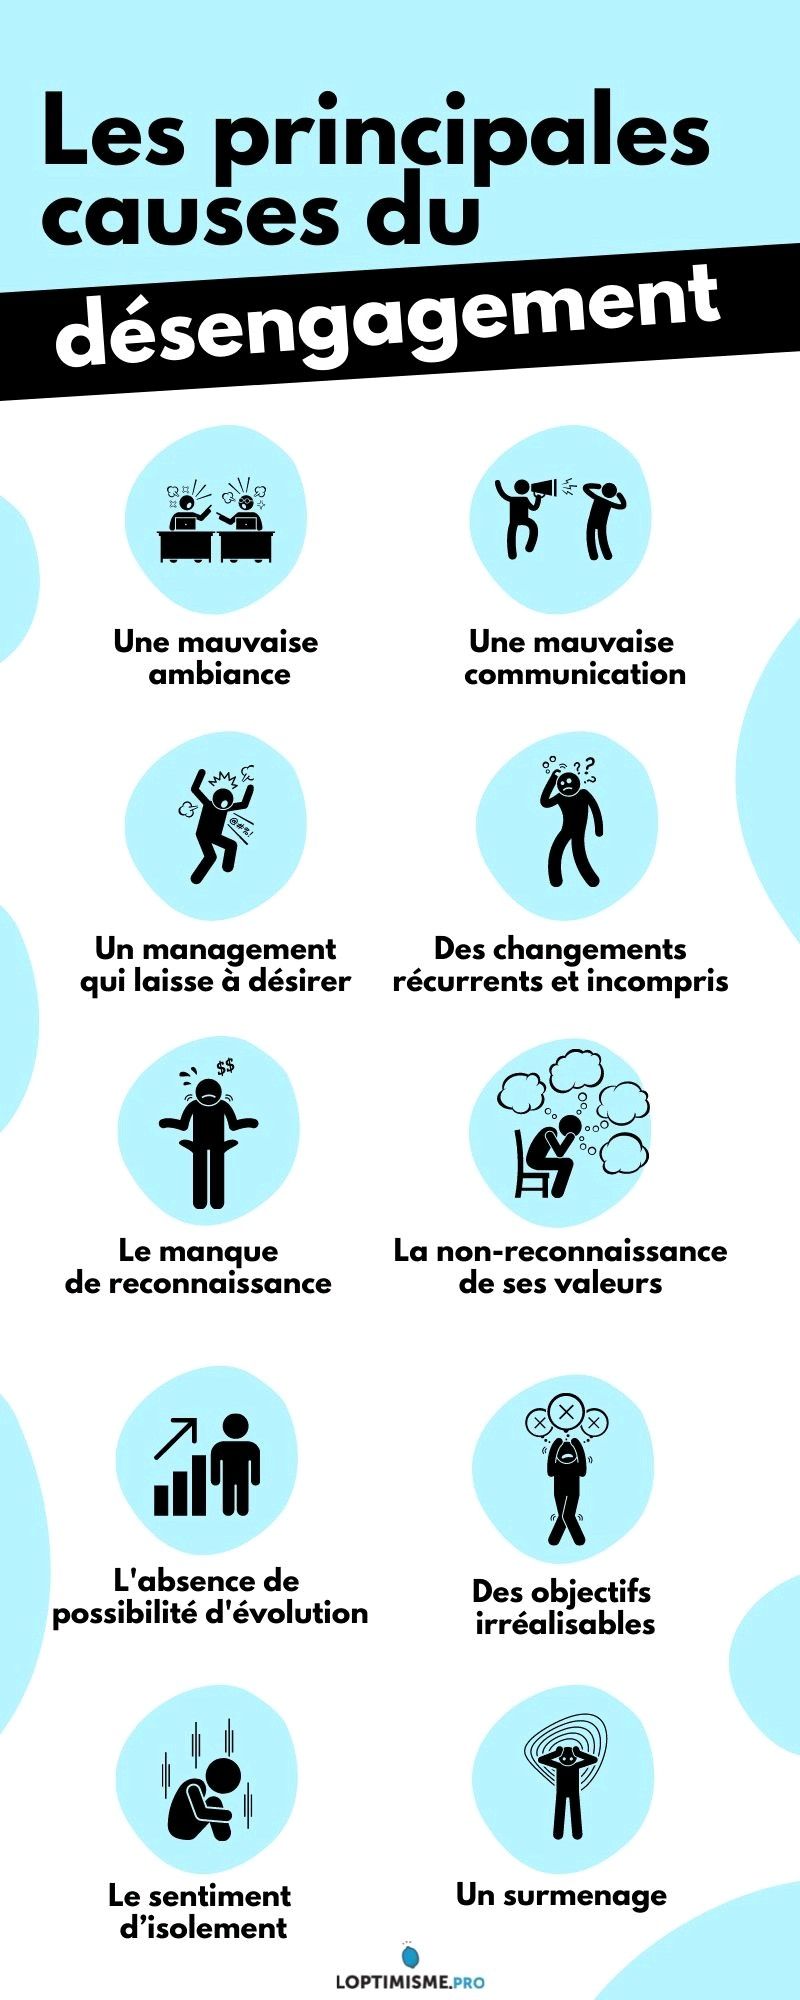 Les principales
causes du
désengagement
Une mauvaise
ambiance
Une mauvaise
communication
@#%!
Un management
qui laisse à désirer
? ? ?
Des changements
récurrents et incompris
$$
Le manque
de reconnaissance
La non-reconnaissance
de ses valeurs
L'absence de
possibilité d'évolution
Des objectifs
irréalisables
Le sentiment
d’isolement
Un surmenage
LOPTIMISME.PRO